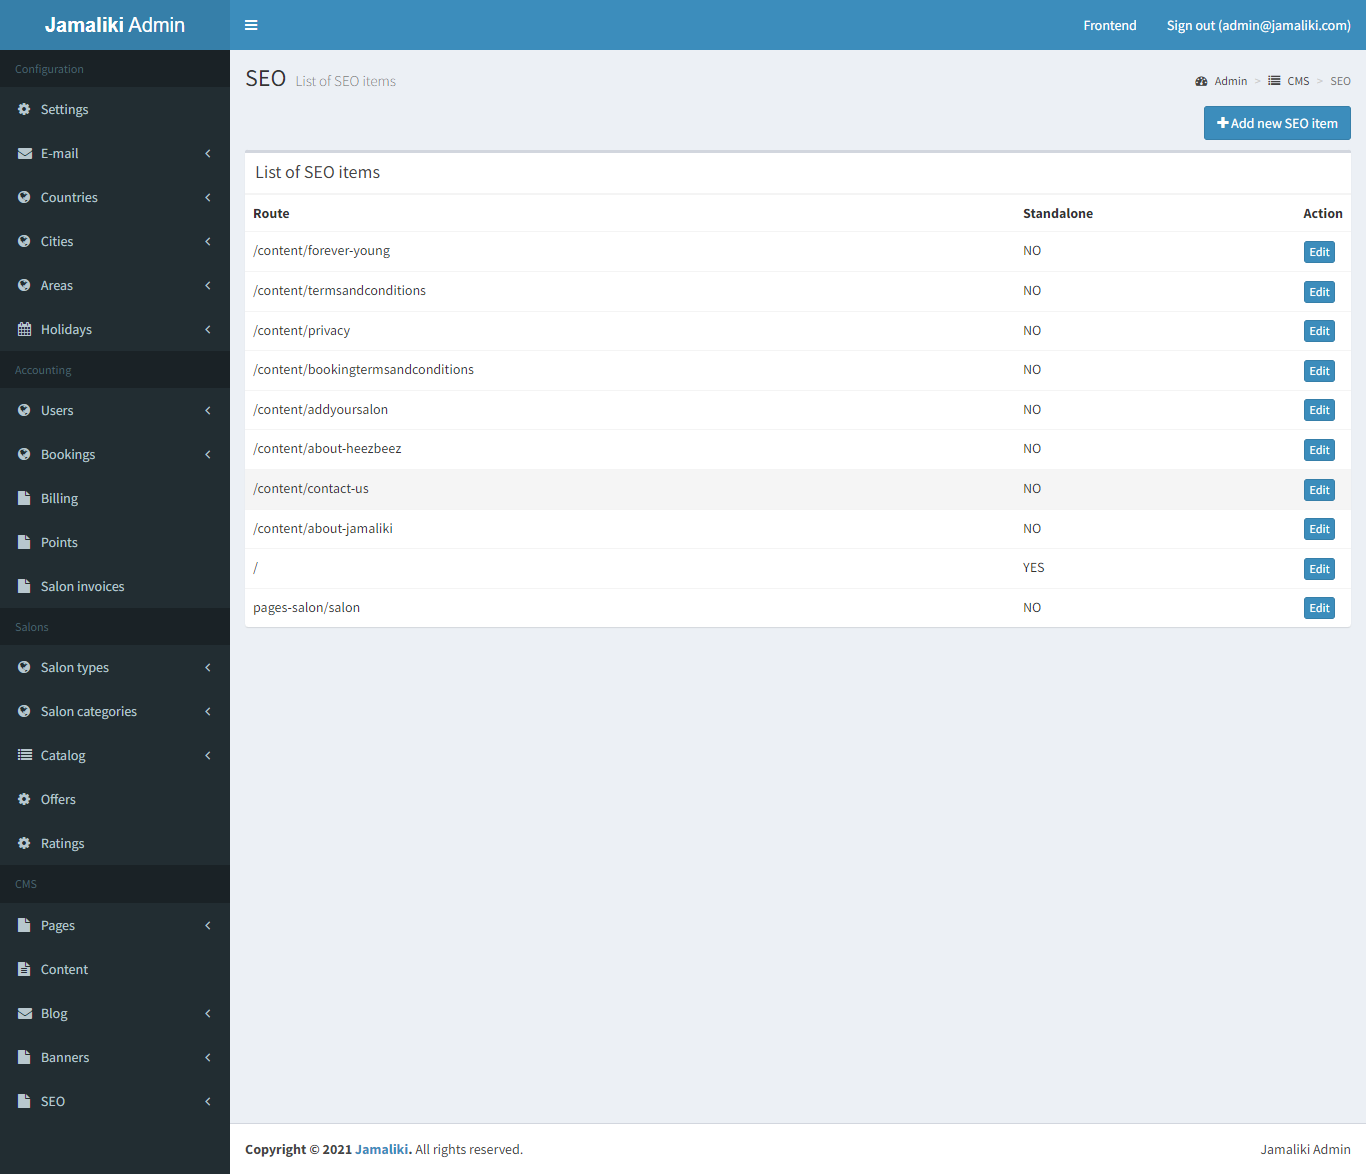 Jamaliki Admin
Frontend
Sign out (admin@jamaliki.com)
Configuration
Settings
E-mail
Countries
Cities
Areas
Holidays
Accounting
Users
Bookings
Billing
Points
Salon invoices
Salons
Salon types
Salon categories
Catalog
Offers
Ratings
CMS
Pages
Content
Blog
Banners
SEO
SEO List of SEO items
Admin > CMS > SEO
Add new SEO item
List of SEO items
Route Standalone Action
/content/forever-young NO Edit
/content/termsandconditions NO Edit
/content/privacy NO Edit
/content/bookingtermsandconditions NO Edit
/content/addyoursalon NO Edit
/content/about-heezbeez NO Edit
/content/contact-us NO Edit
/content/about-jamaliki NO Edit
/ YES Edit
pages-salon/salon NO Edit
Copyright © 2021 Jamaliki. All rights reserved.
Jamaliki Admin